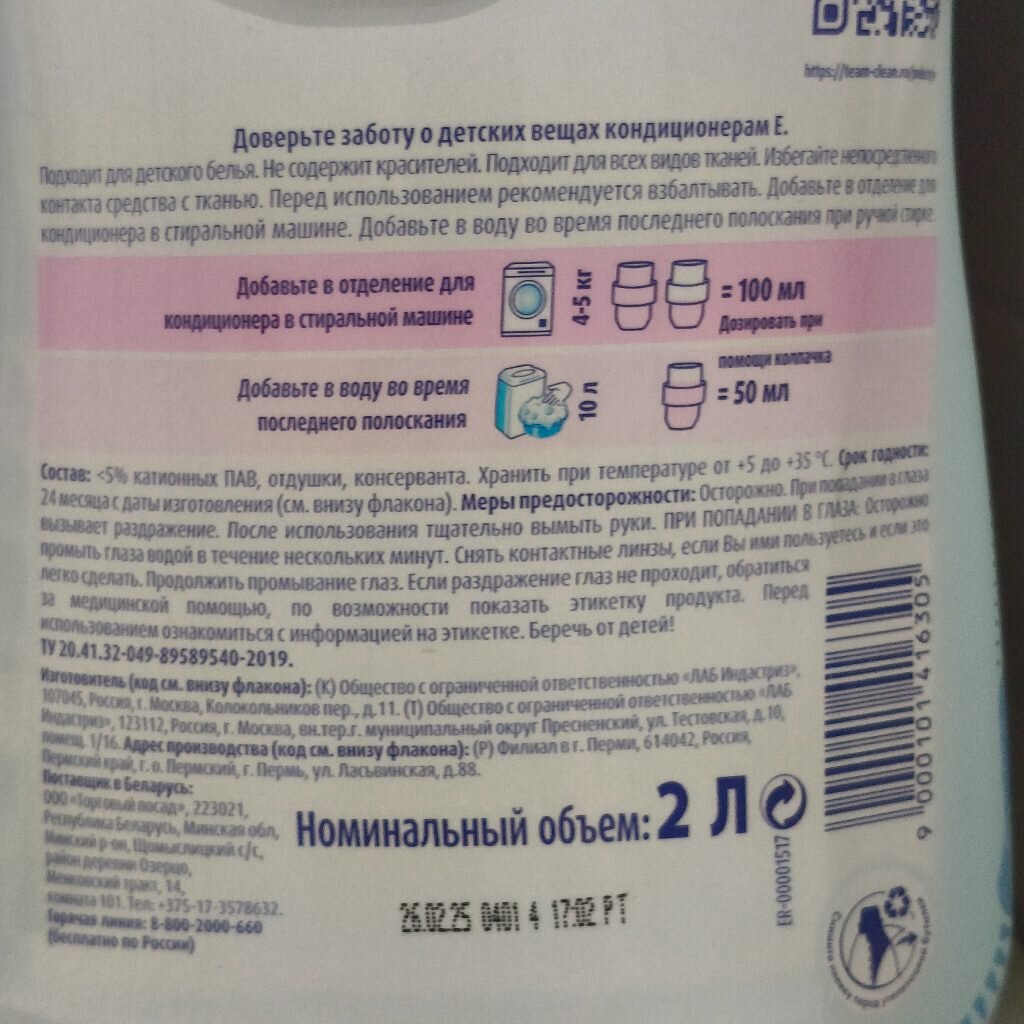 https://team-clean.ru/
Доверьте заботу о детских вещах кондиционерам Е.
Подходит для детского белья. Не содержит красителей. Подходит для всех видов тканей. Избегайте непосредственного
контакта средства с тканью. Перед использованием рекомендуется взбалтывать. Добавьте в отделение для
кондиционера в стиральной машине. Добавьте в воду во время последнего полоскания при ручной стирке.
Добавьте в отделение для
кондиционера в стиральной машине
4-5 кг
= 100 мл
Дозировать при
помощи колпачка
Добавьте в воду во время
последнего полоскания
10 л
= 50 мл
Состав: <5% катионных ПАВ, отдушки, консерванта. Хранить при температуре от +5 до +35 °C. Срок годности:
24 месяца с даты изготовления (см. внизу флакона). Меры предосторожности: Осторожно. При попадании в глаза
вызывает раздражение. После использования тщательно вымыть руки. ПРИ ПОПАДАНИИ В ГЛАЗА: Осторожно
промыть глаза водой в течение нескольких минут. Снять контактные линзы, если Вы ими пользуетесь и если это
легко сделать. Продолжить промывание глаз. Если раздражение глаз не проходит, обратиться
за медицинской помощью, по возможности показать этикетку продукта. Перед
использованием ознакомиться с информацией на этикетке. Беречь от детей!
ТУ 20.41.32-049-89589540-2019.
Изготовитель (код см. внизу флакона): (К) Общество с ограниченной ответственностью «ЛАБ Индастриз»,
107045, Россия, г. Москва, Колокольников пер., д. 11. (Т) Общество с ограниченной ответственностью «ЛАБ
Индастриз», 123112, Россия, г. Москва, вн.тер.г. муниципальный округ Пресненский, ул. Тестовская, д. 10,
помещ. 1/16. Адрес производства (код см. внизу флакона): (Р) Филиал в г. Перми, 614042, Россия,
Пермский край, г. о. Пермский, г. Пермь, ул. Ласьвинская, д.88.
Поставщик в Беларусь:
ООО «Торговый посад», 223021,
Республика Беларусь, Минская обл,
Минский р-он, Щомыслицкий с/с,
район деревни Озерцо,
Меньковский тракт, 14,
комната 101. Тел: +375-17-3578632.
Горячая линия: 8-800-2000-660
(бесплатно по России)
Номинальный объем: 2 Л
ER-00001517
26.02.25 0401 4 17:02 РТ
9 000101 416305